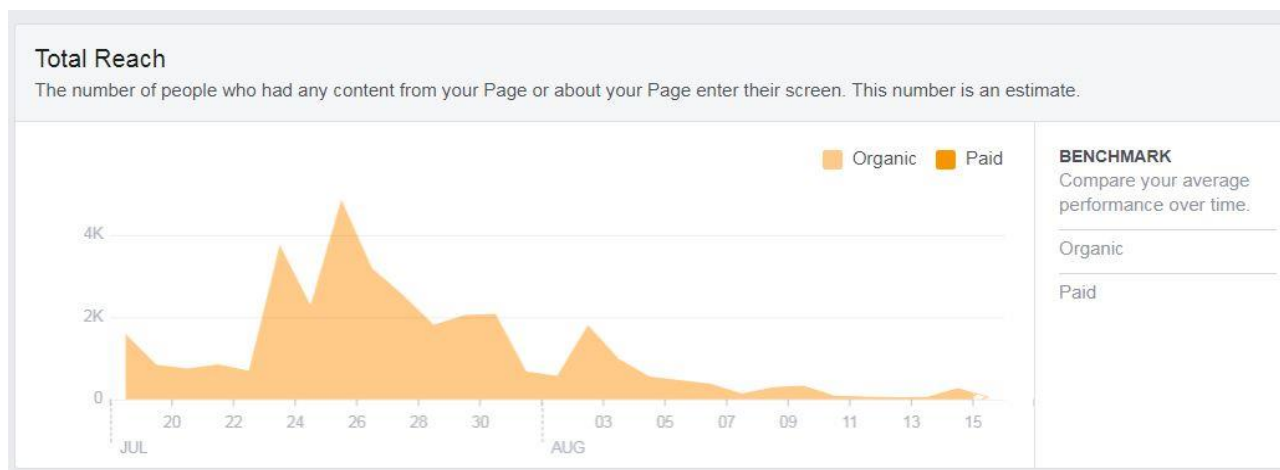 Total Reach
The number of people who had any content from your Page or about your Page enter their screen. This number is an estimate.
Organic Paid
4K
2K
0
20 22 24 26 28 30 03 05 07 09 11 13 15
JUL AUG
BENCHMARK
Compare your average
performance over time.
Organic
Paid